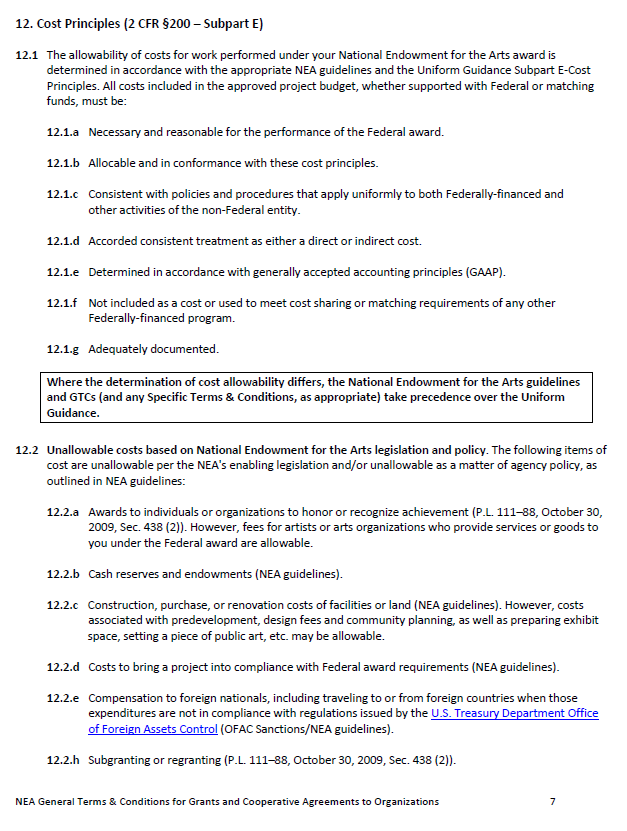 12. Cost Principles (2 CFR §200 – Subpart E)
12.1 The allowability of costs for work performed under your National Endowment for the Arts award is
determined in accordance with the appropriate NEA guidelines and the Uniform Guidance Subpart E-Cost
Principles. All costs included in the approved project budget, whether supported with Federal or matching
funds, must be:
12.1.a Necessary and reasonable for the performance of the Federal award.
12.1.b Allocable and in conformance with these cost principles.
12.1.c Consistent with policies and procedures that apply uniformly to both Federally-financed and
other activities of the non-Federal entity.
12.1.d Accorded consistent treatment as either a direct or indirect cost.
12.1.e Determined in accordance with generally accepted accounting principles (GAAP).
12.1.f Not included as a cost or used to meet cost sharing or matching requirements of any other
Federally-financed program.
12.1.g Adequately documented.
Where the determination of cost allowability differs, the National Endowment for the Arts guidelines
and GTCs (and any Specific Terms & Conditions, as appropriate) take precedence over the Uniform
Guidance.
12.2 Unallowable costs based on National Endowment for the Arts legislation and policy. The following items of
cost are unallowable per the NEA's enabling legislation and/or unallowable as a matter of agency policy, as
outlined in NEA guidelines:
12.2.a Awards to individuals or organizations to honor or recognize achievement (P.L. 111–88, October 30,
2009, Sec. 438 (2)). However, fees for artists or arts organizations who provide services or goods to
you under the Federal award are allowable.
12.2.b Cash reserves and endowments (NEA guidelines).
12.2.c Construction, purchase, or renovation costs of facilities or land (NEA guidelines). However, costs
associated with predevelopment, design fees and community planning, as well as preparing exhibit
space, setting a piece of public art, etc. may be allowable.
12.2.d Costs to bring a project into compliance with Federal award requirements (NEA guidelines).
12.2.e Compensation to foreign nationals, including traveling to or from foreign countries when those
expenditures are not in compliance with regulations issued by the U.S. Treasury Department Office
of Foreign Assets Control (OFAC Sanctions/NEA guidelines).
12.2.h Subgranting or regranting (P.L. 111–88, October 30, 2009, Sec. 438 (2)).
NEA General Terms & Conditions for Grants and Cooperative Agreements to Organizations 7